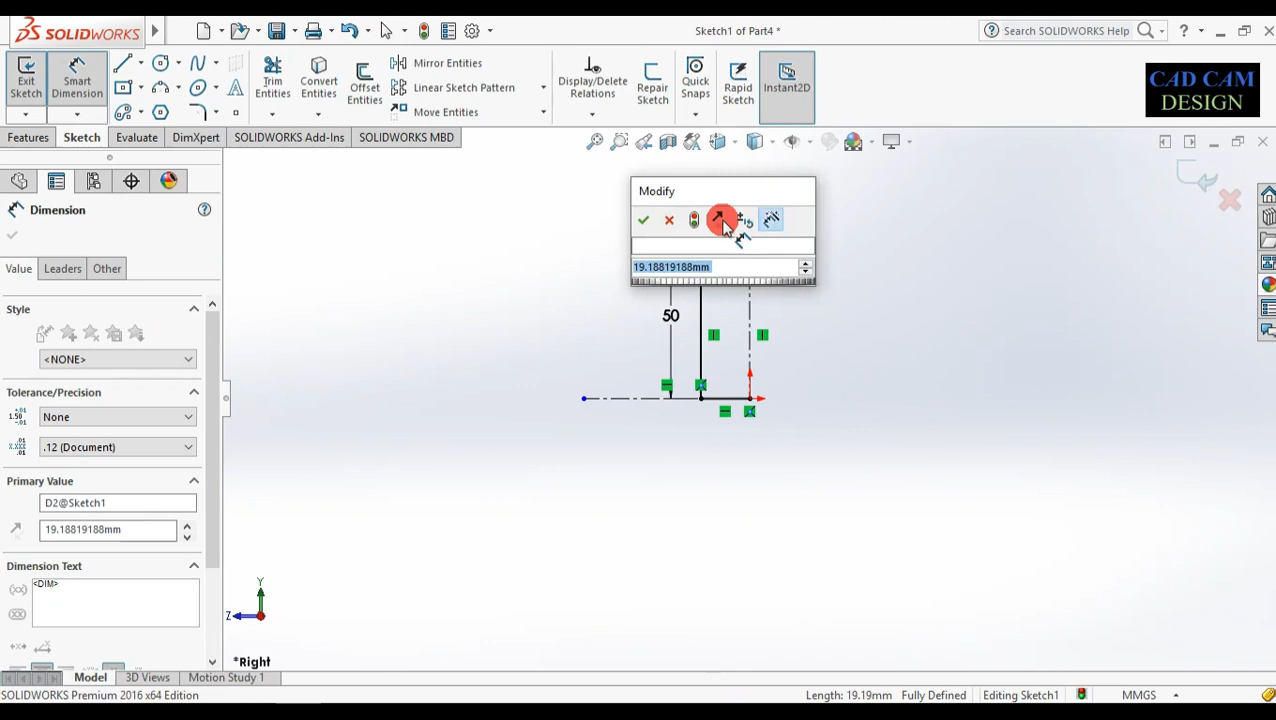 SOLIDWORKS
Sketch1 of Part4 *
Search SOLIDWORKS Help
?
Exit Sketch
Smart Dimension
Trim Entities
Convert Entities
Offset Entities
Mirror Entities
Linear Sketch Pattern
Move Entities
Display/Delete Relations
Repair Sketch
Quick Snaps
Rapid Sketch
Instant2D
CAD CAM
DESIGN
Features
Sketch
Evaluate
DimXpert
SOLIDWORKS Add-Ins
SOLIDWORKS MBD
Dimension
?
Value
Leaders
Other
Style
<NONE>
Tolerance/Precision
None
.12 (Document)
Primary Value
D2@Sketch1
19.18819188mm
Dimension Text
<DIM>
Modify
19.18819188mm
50
Y
Z
*Right
Model
3D Views
Motion Study 1
SOLIDWORKS Premium 2016 x64 Edition
Length: 19.19mm
Fully Defined
Editing Sketch1
MMGS